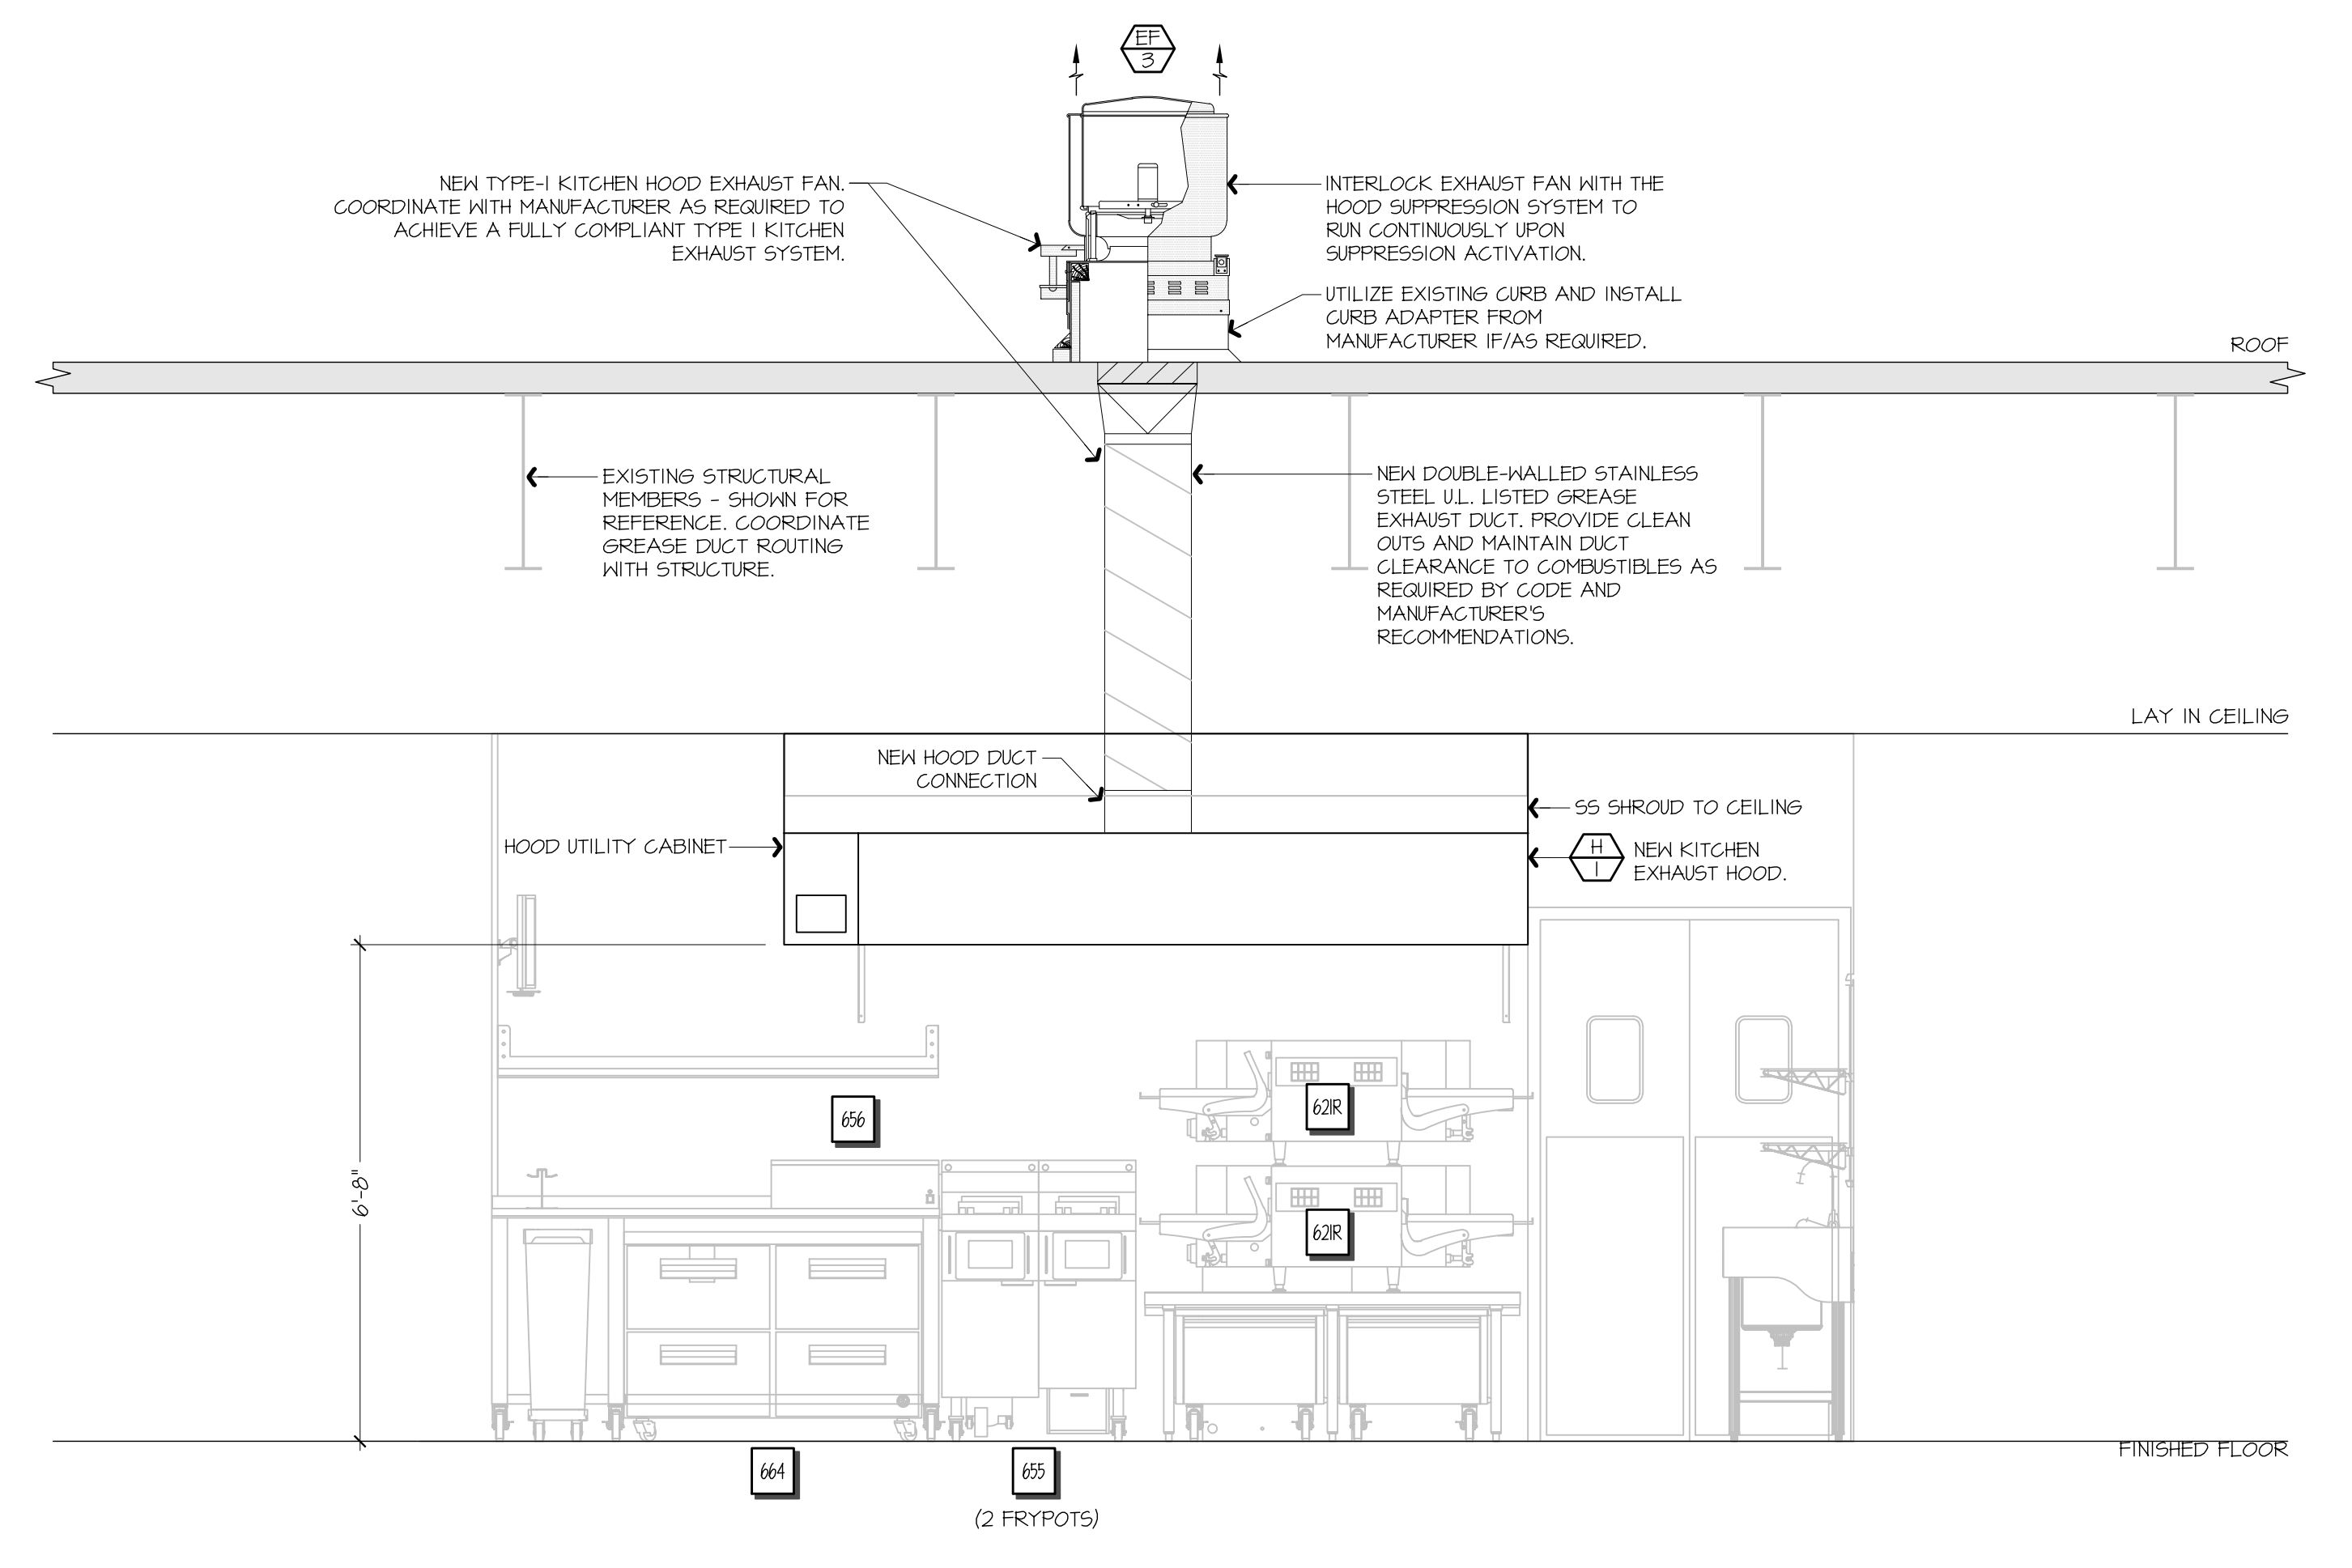 EF
3
NEW TYPE-I KITCHEN HOOD EXHAUST FAN.
COORDINATE WITH MANUFACTURER AS REQUIRED TO
ACHIEVE A FULLY COMPLIANT TYPE I KITCHEN
EXHAUST SYSTEM.
INTERLOCK EXHAUST FAN WITH THE
HOOD SUPPRESSION SYSTEM TO
RUN CONTINUOUSLY UPON
SUPPRESSION ACTIVATION.
UTILIZE EXISTING CURB AND INSTALL
CURB ADAPTER FROM
MANUFACTURER IF/AS REQUIRED.
ROOF
EXISTING STRUCTURAL
MEMBERS - SHOWN FOR
REFERENCE. COORDINATE
GREASE DUCT ROUTING
WITH STRUCTURE.
NEW DOUBLE-WALLED STAINLESS
STEEL U.L. LISTED GREASE
EXHAUST DUCT. PROVIDE CLEAN
OUTS AND MAINTAIN DUCT
CLEARANCE TO COMBUSTIBLES AS
REQUIRED BY CODE AND
MANUFACTURER'S
RECOMMENDATIONS.
LAY IN CEILING
NEW HOOD DUCT
CONNECTION
SS SHROUD TO CEILING
HOOD UTILITY CABINET
H
1
NEW KITCHEN
EXHAUST HOOD.
6'-8"
656
621R
621R
FINISHED FLOOR
664
655
(2 FRYPOTS)